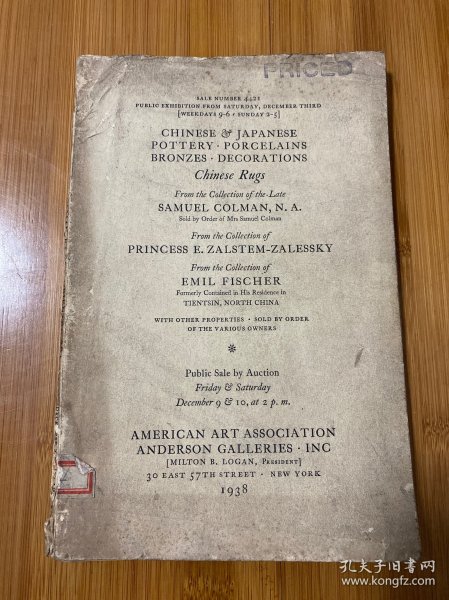 PRICED
SALE NUMBER 4421
PUBLIC EXHIBITION FROM SATURDAY, DECEMBER THIRD
[WEEKDAYS 9-6 · SUNDAY 2-5]
CHINESE & JAPANESE
POTTERY · PORCELAINS
BRONZES · DECORATIONS
Chinese Rugs
From the Collection of the Late
SAMUEL COLMAN, N. A.
Sold by Order of Mrs Samuel Colman
From the Collection of
PRINCESS E. ZALSTEM-ZALESSKY
From the Collection of
EMIL FISCHER
Formerly Contained in His Residence in
TIENTSIN, NORTH CHINA
WITH OTHER PROPERTIES · SOLD BY ORDER
OF THE VARIOUS OWNERS
*
Public Sale by Auction
Friday & Saturday
December 9 & 10, at 2 p. m.
AMERICAN ART ASSOCIATION
ANDERSON GALLERIES · INC
[MILTON B. LOGAN, PRESIDENT]
30 EAST 57TH STREET · NEW YORK
1938
孔夫子旧书网
www.kongfz.com